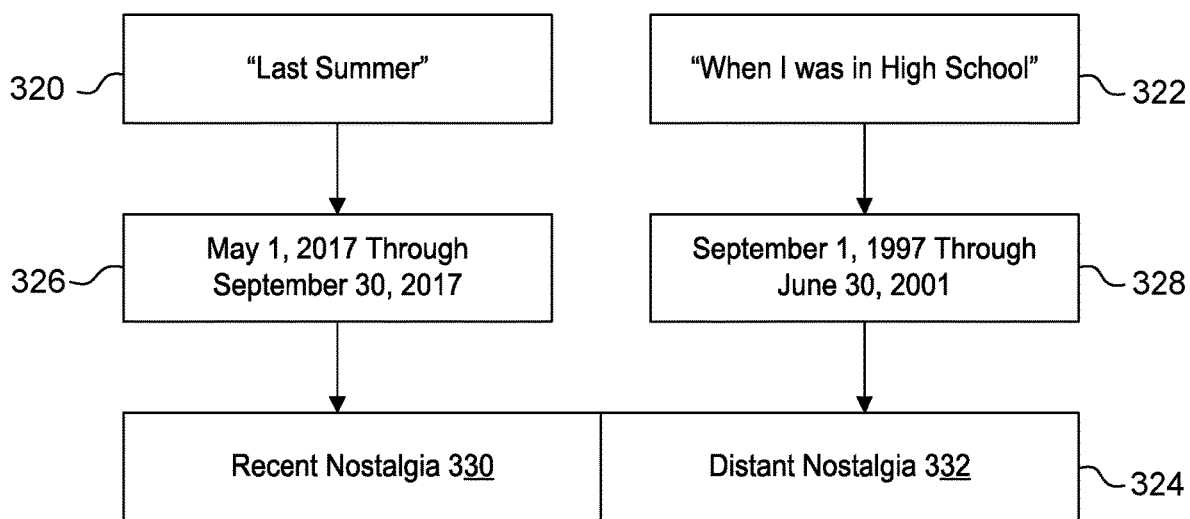 320
“Last Summer”
“When I was in High School”
322
326
May 1, 2017 Through
September 30, 2017
September 1, 1997 Through
June 30, 2001
328
Recent Nostalgia 330
Distant Nostalgia 332
324